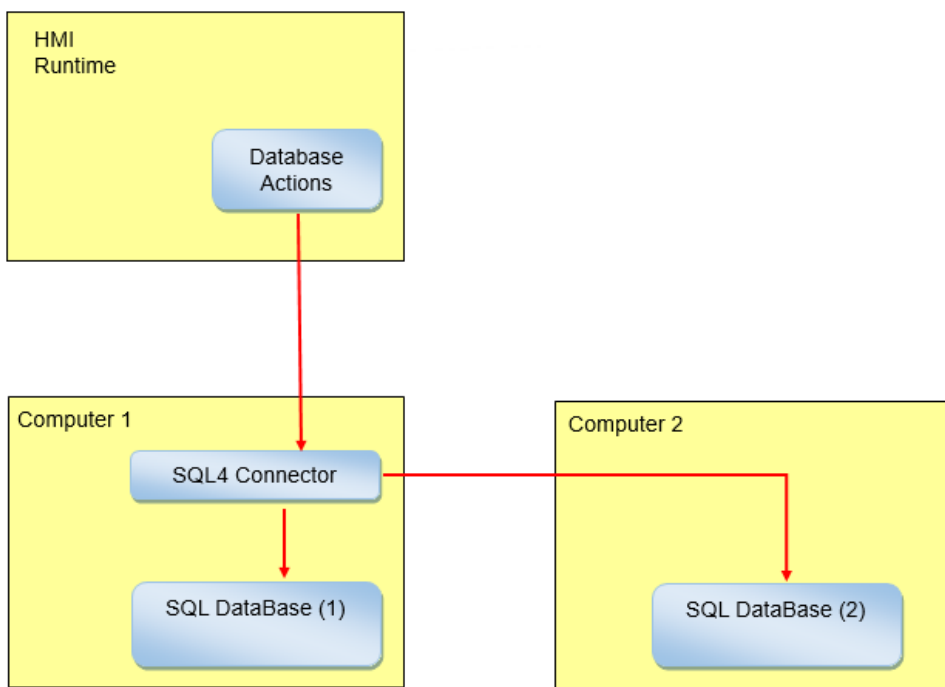 HMI
Runtime
Database
Actions
Computer 1
SQL4 Connector
SQL DataBase (1)
Computer 2
SQL DataBase (2)